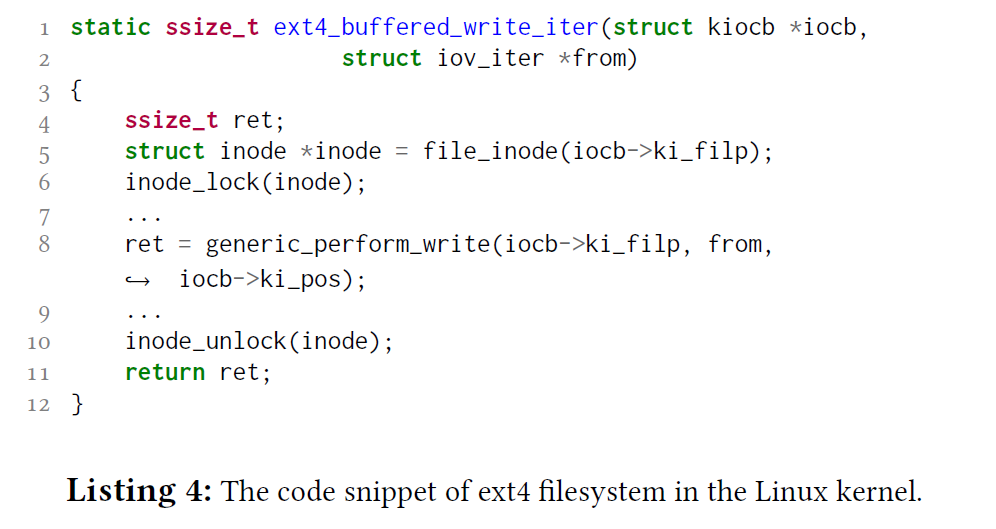 1 static ssize_t ext4_buffered_write_iter(struct kiocb *iocb,
2 struct iov_iter *from)
3 {
4 ssize_t ret;
5 struct inode *inode = file_inode(iocb->ki_filp);
6 inode_lock(inode);
7 ...
8 ret = generic_perform_write(iocb->ki_filp, from,
↪ iocb->ki_pos);
9 ...
10 inode_unlock(inode);
11 return ret;
12 }
Listing 4: The code snippet of ext4 filesystem in the Linux kernel.